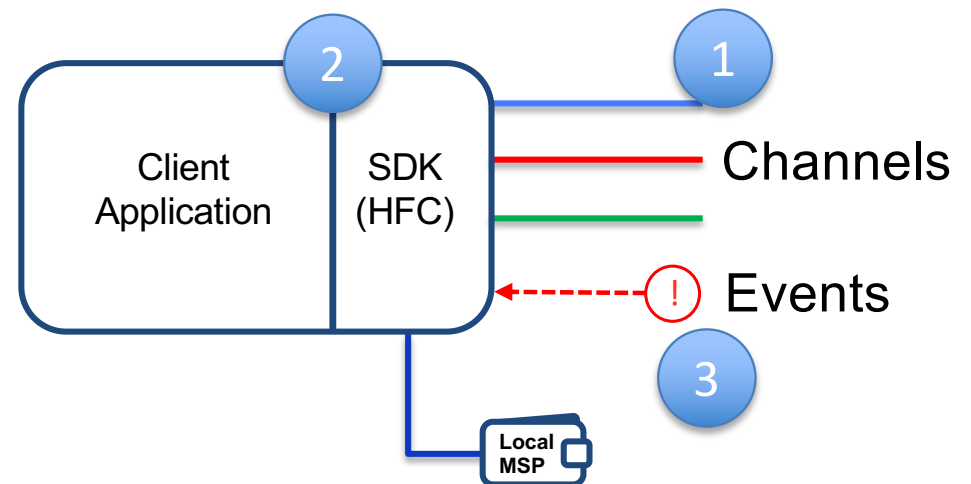 2
1
Client
Application
SDK
(HFC)
Channels
!
Events
3
Local
MSP